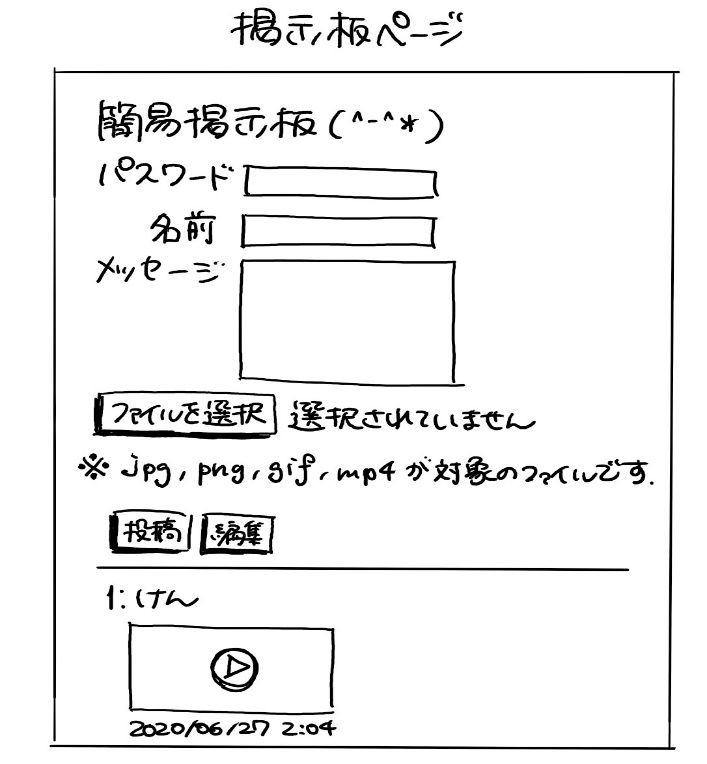 掲示板ページ
簡易掲示板(^-^*)
パスワード
名前
メッセージ
ファイルを選択 選択されていません
※ jpg, png, gif, mp4 が対象のファイルです.
投稿 編集
1: けん
2020/06/27 2:04